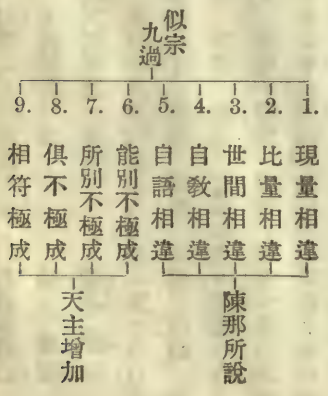 似宗
九過
1. 現量相違
2. 比量相違
3. 世間相違
4. 自教相違
5. 自語相違
6. 能別不極成
7. 所別不極成
8. 俱不極成
9. 相符極成
陳那所說
天主增加